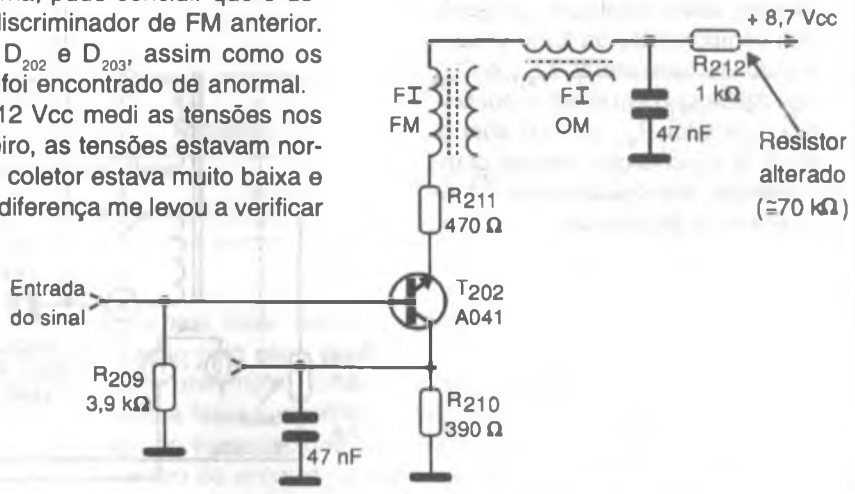 ma, pude concluir que o de-
discriminador de FM anterior.
D202 e D203, assim como os
foi encontrado de anormal.
12 Vcc medi as tensões nos
eiro, as tensões estavam nor-
coletor estava muito baixa e
diferença me levou a verificar
+ 8,7 Vcc
R212
1 kΩ
FI
FM
FI
OM
47 nF
Resistor
alterado
(≅70 kΩ)
R211
470 Ω
Entrada
do sinal
T202
A041
R209
3,9 kΩ
R210
390 Ω
47 nF